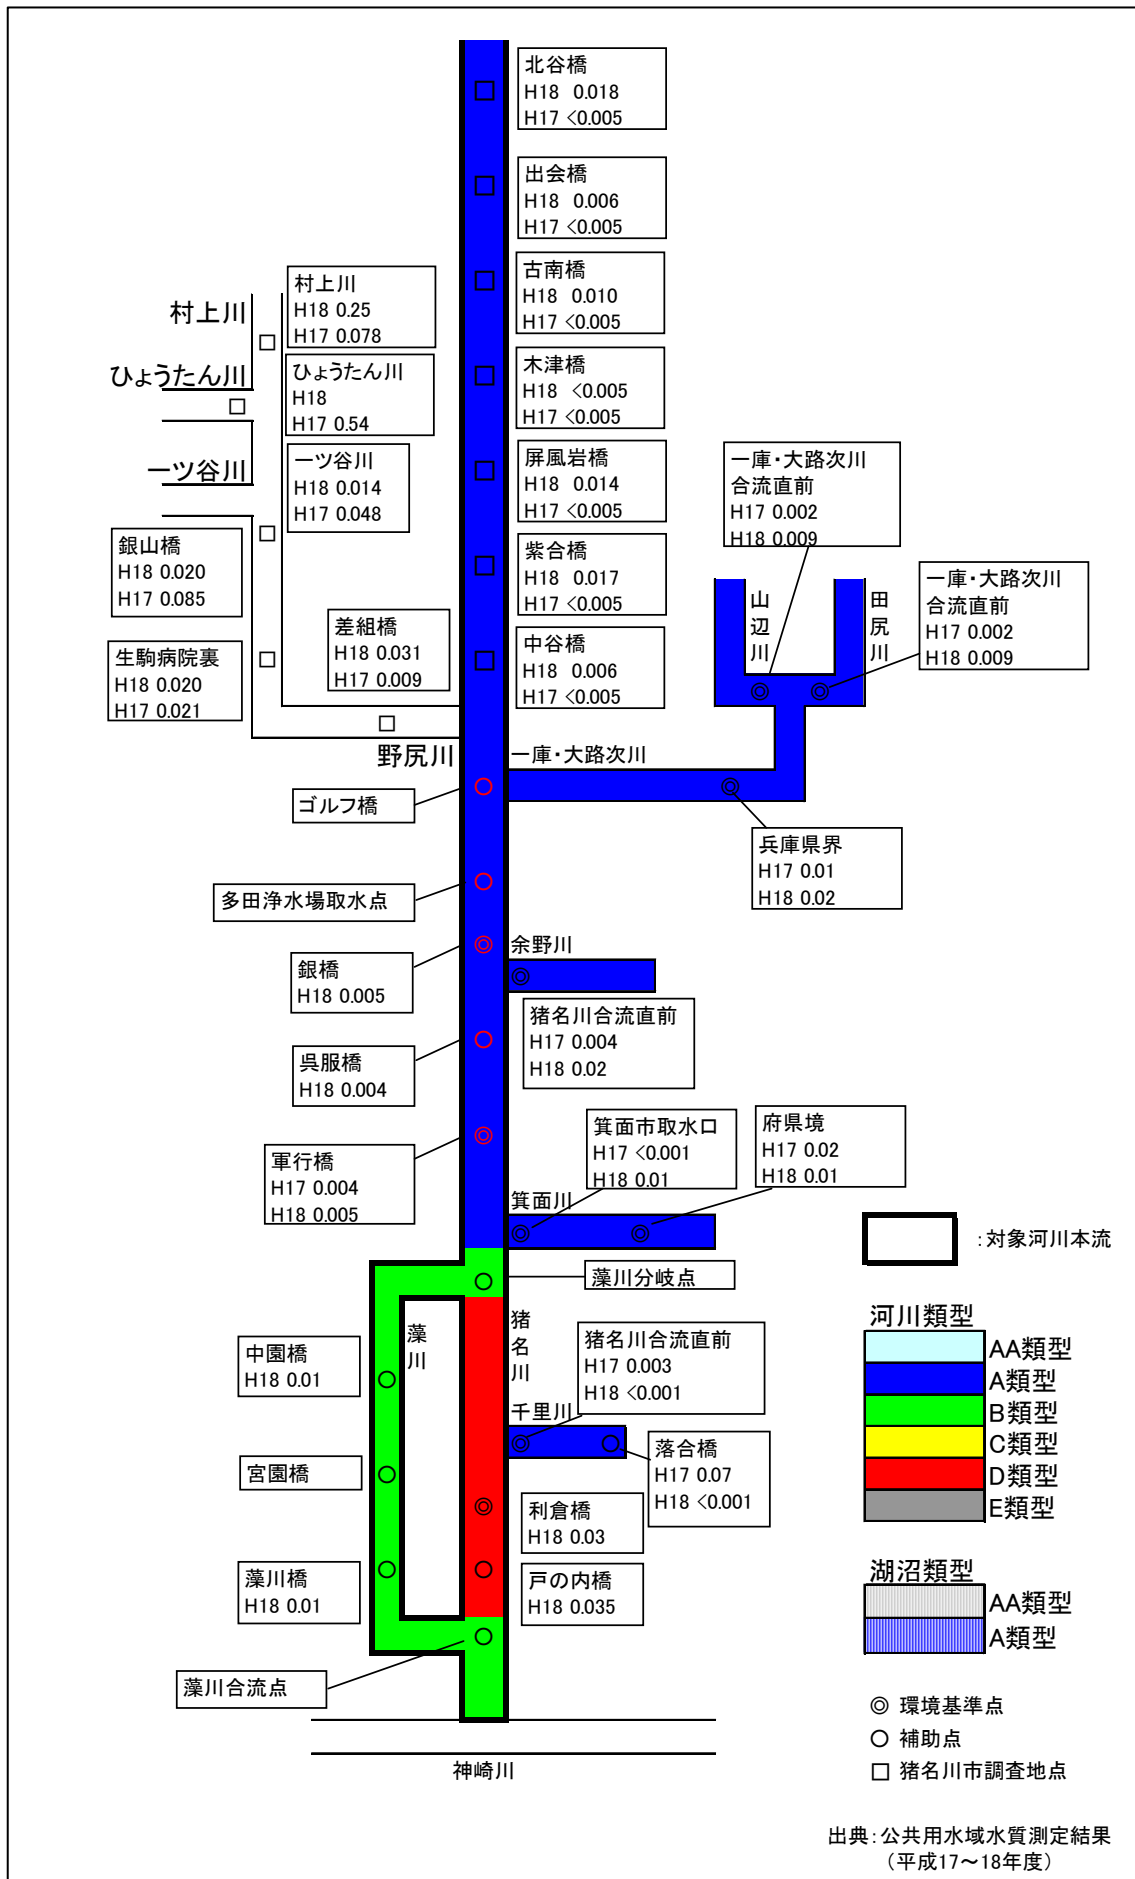 北谷橋
H18 0.018
H17 <0.005
出会橋
H18 0.006
H17 <0.005
古南橋
H18 0.010
H17 <0.005
木津橋
H18 <0.005
H17 <0.005
屏風岩橋
H18 0.014
H17 <0.005
紫合橋
H18 0.017
H17 <0.005
中谷橋
H18 0.006
H17 <0.005
村上川
村上川
H18 0.25
H17 0.078
ひょうたん川
ひょうたん川
H18
H17 0.54
一ツ谷川
一ツ谷川
H18 0.014
H17 0.048
銀山橋
H18 0.020
H17 0.085
生駒病院裏
H18 0.020
H17 0.021
差組橋
H18 0.031
H17 0.009
野尻川
一庫・大路次川
合流直前
H17 0.002
H18 0.009
一庫・大路次川
合流直前
H17 0.002
H18 0.009
山辺川
田尻川
一庫・大路次川
兵庫県界
H17 0.01
H18 0.02
ゴルフ橋
多田浄水場取水点
銀橋
H18 0.005
余野川
猪名川合流直前
H17 0.004
H18 0.02
呉服橋
H18 0.004
軍行橋
H17 0.004
H18 0.005
箕面市取水口
H17 <0.001
H18 0.01
府県境
H17 0.02
H18 0.01
箕面川
藻川分岐点
藻川
猪名川
中園橋
H18 0.01
猪名川合流直前
H17 0.003
H18 <0.001
千里川
落合橋
H17 0.07
H18 <0.001
宮園橋
利倉橋
H18 0.03
藻川橋
H18 0.01
戸の内橋
H18 0.035
藻川合流点
神崎川
:対象河川本流
河川類型
AA類型
A類型
B類型
C類型
D類型
E類型
湖沼類型
AA類型
A類型
◎ 環境基準点
○ 補助点
□ 猪名川市調査地点
出典:公共用水域水質測定結果
（平成17～18年度）